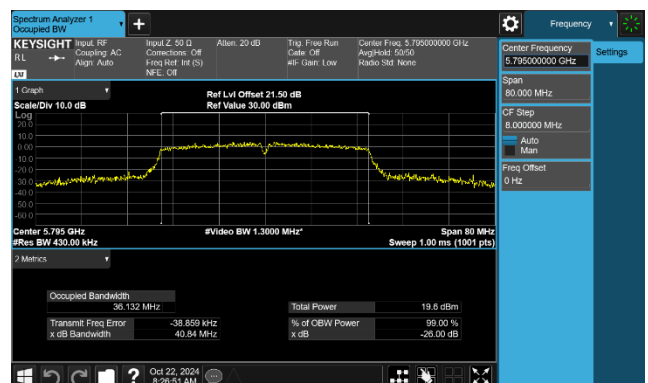 Spectrum Analyzer 1
Occupied BW
Frequency
KEYSIGHT
RL
LXI
Input: RF
Coupling: AC
Align: Auto
Input Z: 50 Ω
Corrections: Off
Freq Ref: Int (S)
NFE: Off
Atten: 20 dB
Trig: Free Run
Gate: Off
#IF Gain: Low
Center Freq: 5.795000000 GHz
Avg|Hold: 50/50
Radio Std: None
Center Frequency
5.795000000 GHz
Settings
Span
80.000 MHz
CF Step
8.000000 MHz
Auto
Man
Freq Offset
0 Hz
1 Graph
Scale/Div 10.0 dB
Ref Lvl Offset 21.50 dB
Ref Value 30.00 dBm
Log
20.0
10.0
0.00
-10.0
-20.0
-30.0
-40.0
-50.0
-60.0
Center 5.795 GHz
#Res BW 430.00 kHz
#Video BW 1.3000 MHz*
Span 80 MHz
Sweep 1.00 ms (1001 pts)
2 Metrics
Occupied Bandwidth
36.132 MHz
Total Power 19.6 dBm
Transmit Freq Error -38.859 kHz
% of OBW Power 99.00 %
x dB Bandwidth 40.84 MHz
x dB -26.00 dB
?
Oct 22, 2024
8:26:51 AM